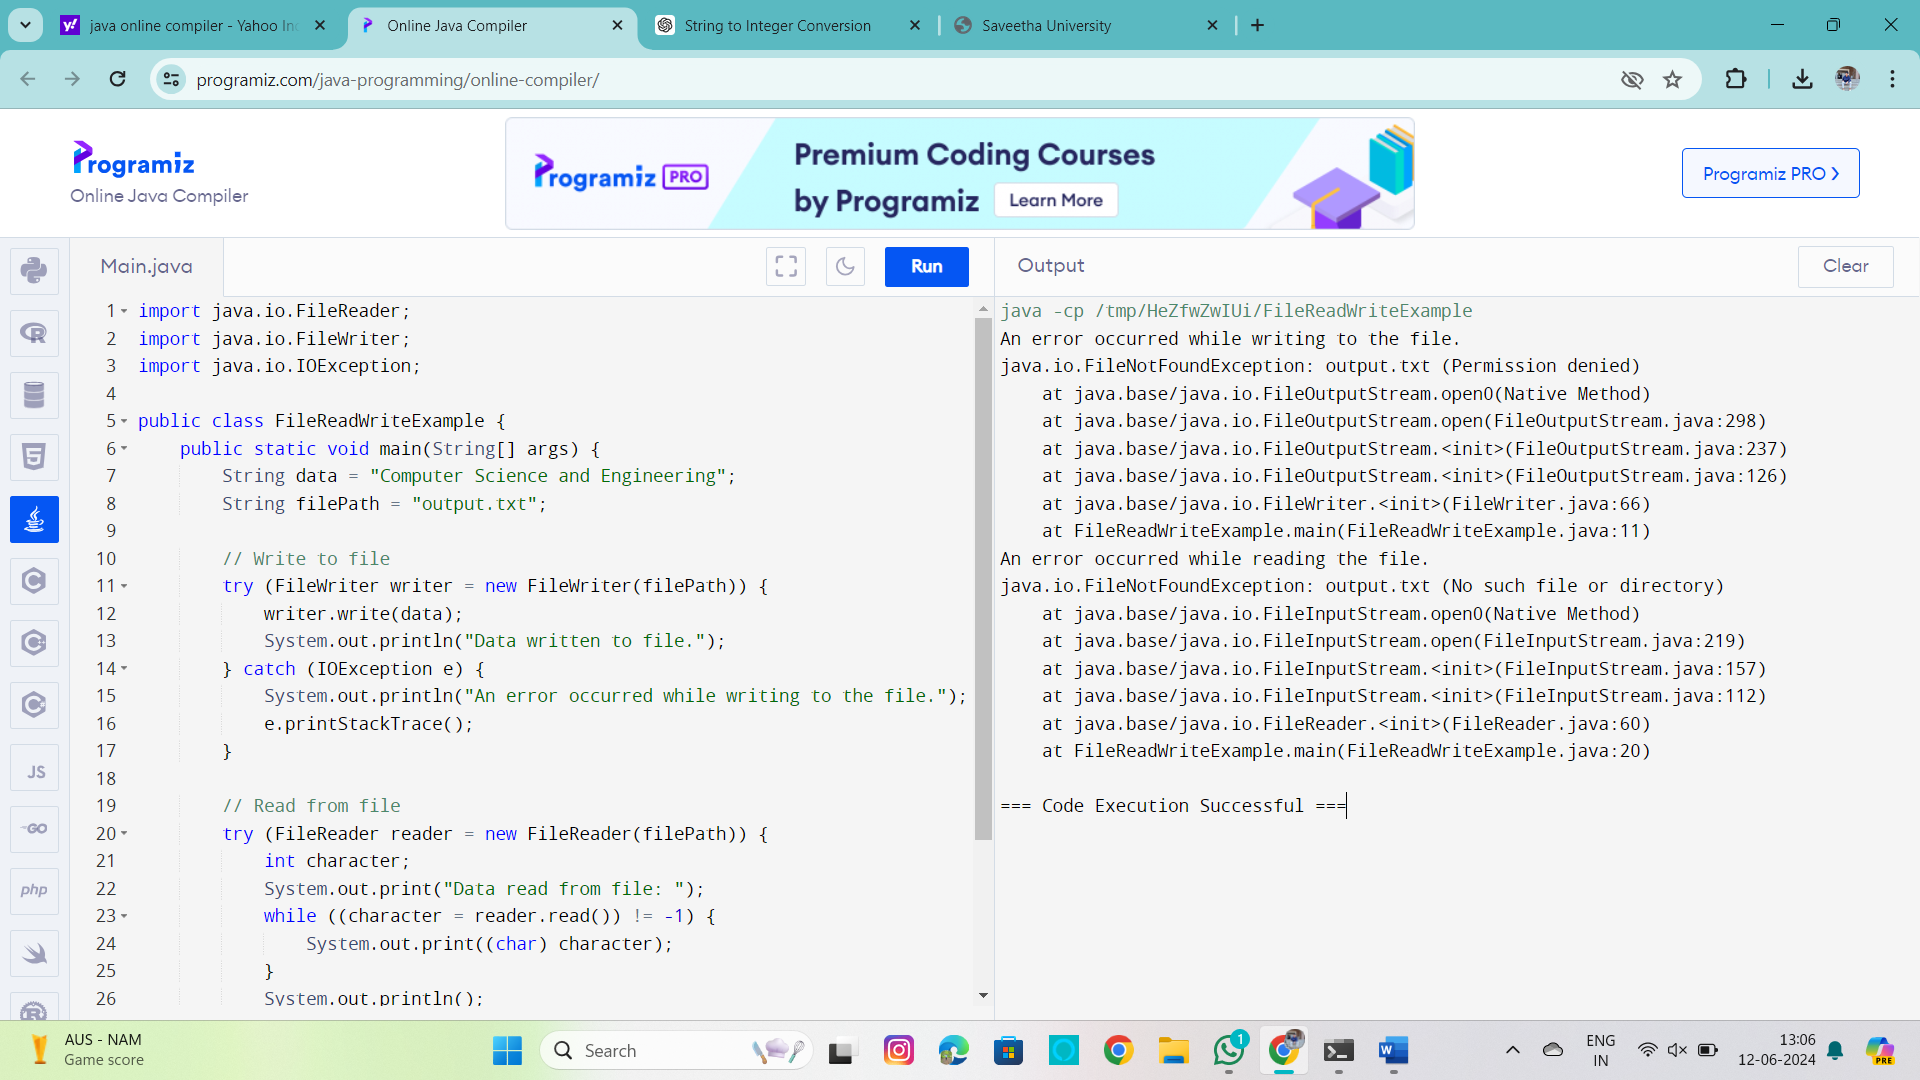 java online compiler - Yahoo In
Online Java Compiler
String to Integer Conversion
Saveetha University
programiz.com/java-programming/online-compiler/
Programiz
Online Java Compiler
Programiz PRO
Premium Coding Courses
by Programiz
Learn More
Programiz PRO
Main.java
Run
Output
Clear
1 import java.io.FileReader;
2 import java.io.FileWriter;
3 import java.io.IOException;
4
5 public class FileReadWriteExample {
6 public static void main(String[] args) {
7 String data = "Computer Science and Engineering";
8 String filePath = "output.txt";
9
10 // Write to file
11 try (FileWriter writer = new FileWriter(filePath)) {
12 writer.write(data);
13 System.out.println("Data written to file.");
14 } catch (IOException e) {
15 System.out.println("An error occurred while writing to the file.");
16 e.printStackTrace();
17 }
18
19 // Read from file
20 try (FileReader reader = new FileReader(filePath)) {
21 int character;
22 System.out.print("Data read from file: ");
23 while ((character = reader.read()) != -1) {
24 System.out.print((char) character);
25 }
26 System.out.println();
java -cp /tmp/HeZfwZwIUi/FileReadWriteExample
An error occurred while writing to the file.
java.io.FileNotFoundException: output.txt (Permission denied)
at java.base/java.io.FileOutputStream.open0(Native Method)
at java.base/java.io.FileOutputStream.open(FileOutputStream.java:298)
at java.base/java.io.FileOutputStream.<init>(FileOutputStream.java:237)
at java.base/java.io.FileOutputStream.<init>(FileOutputStream.java:126)
at java.base/java.io.FileWriter.<init>(FileWriter.java:66)
at FileReadWriteExample.main(FileReadWriteExample.java:11)
An error occurred while reading the file.
java.io.FileNotFoundException: output.txt (No such file or directory)
at java.base/java.io.FileInputStream.open0(Native Method)
at java.base/java.io.FileInputStream.open(FileInputStream.java:219)
at java.base/java.io.FileInputStream.<init>(FileInputStream.java:157)
at java.base/java.io.FileInputStream.<init>(FileInputStream.java:112)
at java.base/java.io.FileReader.<init>(FileReader.java:60)
at FileReadWriteExample.main(FileReadWriteExample.java:20)
=== Code Execution Successful ===
JS
GO
php
AUS - NAM
Game score
Search
1
ENG
IN
13:06
12-06-2024
PRE